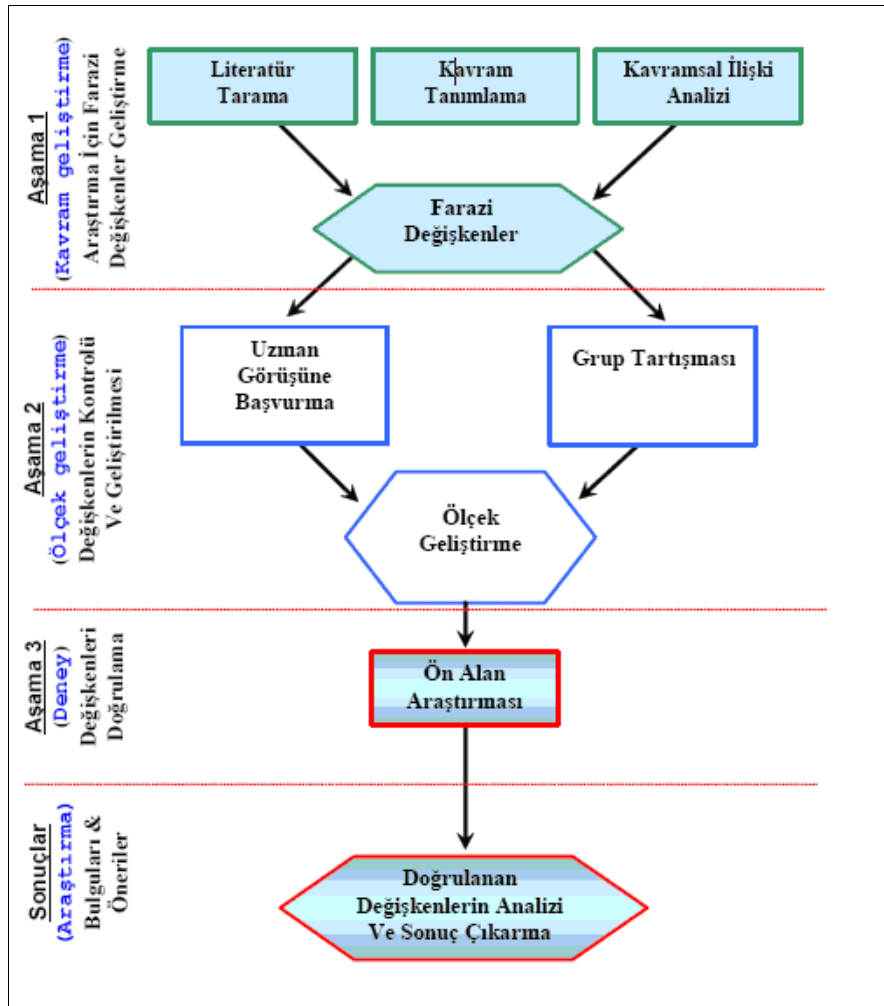 Aşama 1
(Kavram geliştirme)
Araştırma İçin Farazi
Değişkenler Geliştirme
Literatür
Tarama
Kavram
Tanımlama
Kavramsal İlişki
Analizi
Farazi
Değişkenler
Aşama 2
(Ölçek geliştirme)
Değişkenlerin Kontrolü
Ve Geliştirilmesi
Uzman
Görüşüne
Başvurma
Grup Tartışması
Ölçek
Geliştirme
Aşama 3
(Deney)
Değişkenleri
Doğrulama
Ön Alan
Araştırması
Sonuçlar
(Araştırma)
Bulguları &
Öneriler
Doğrulanan
Değişkenlerin Analizi
Ve Sonuç Çıkarma